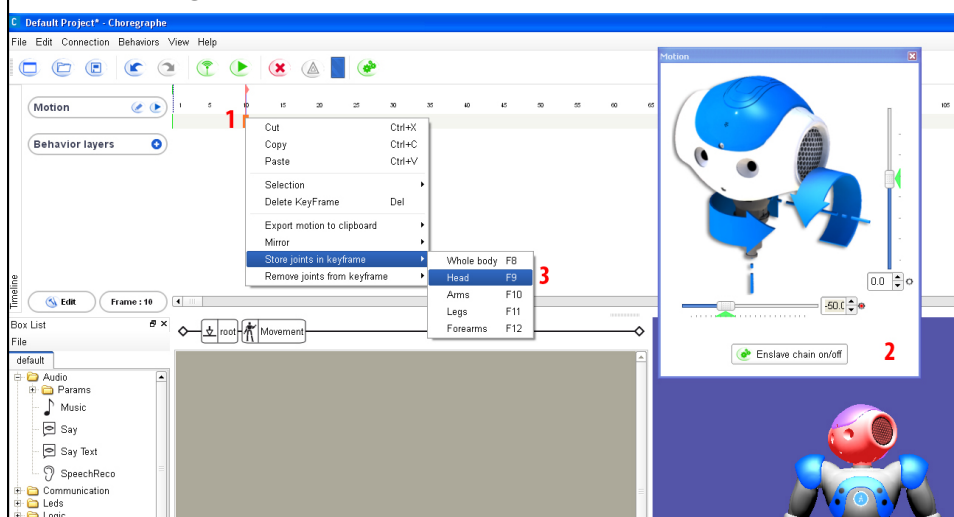 Default Project* - Choregraphe
File Edit Connection Behaviors View Help
Motion
1 5 10 15 20 25 30 35 40 45 50 55 60 65 105
1
Behavior layers
Cut Ctrl+X
Copy Ctrl+C
Paste Ctrl+V
Selection
Delete KeyFrame Del
Export motion to clipboard
Mirror
Store joints in keyframe
Remove joints from keyframe
Whole body F8
Head F9
Arms F10
Legs F11
Forearms F12
3
Motion
0.0
-50.(
Enslave chain on/off
2
Timeline
Edit
Frame : 10
Box List
File
default
Audio
Params
Music
Say
Say Text
SpeechReco
Communication
Leds
Logic
root
Movement